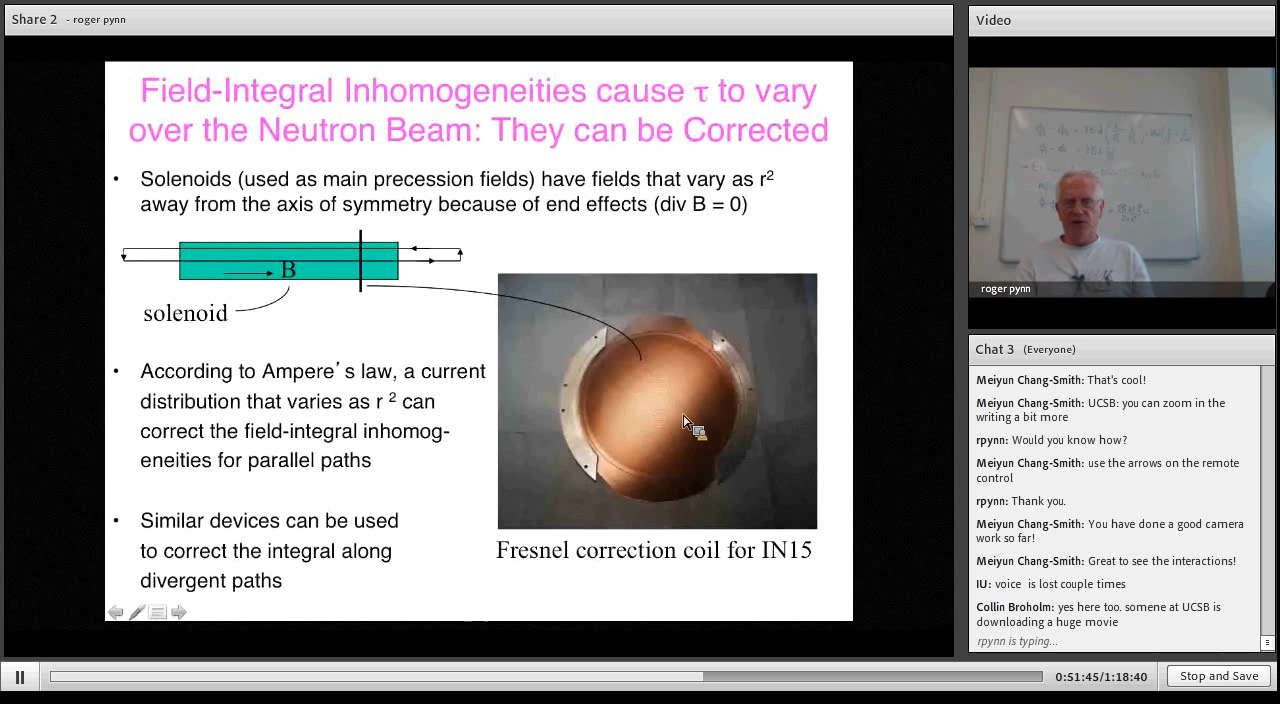 Share 2 - roger pynn
Field-Integral Inhomogeneities cause τ to vary
over the Neutron Beam: They can be Corrected
• Solenoids (used as main precession fields) have fields that vary as r²
away from the axis of symmetry because of end effects (div B = 0)
B
solenoid
• According to Ampere's law, a current
distribution that varies as r ² can
correct the field-integral inhomog-
eneities for parallel paths
• Similar devices can be used
to correct the integral along
divergent paths
Fresnel correction coil for IN15
Video
roger pynn
Chat 3 (Everyone)
Meiyun Chang-Smith: That's cool!
Meiyun Chang-Smith: UCSB: you can zoom in the
writing a bit more
rpynn: Would you know how?
Meiyun Chang-Smith: use the arrows on the remote
control
rpynn: Thank you.
Meiyun Chang-Smith: You have done a good camera
work so far!
Meiyun Chang-Smith: Great to see the interactions!
IU: voice is lost couple times
Collin Broholm: yes here too. somene at UCSB is
downloading a huge movie
rpynn is typing...
0:51:45/1:18:40
Stop and Save